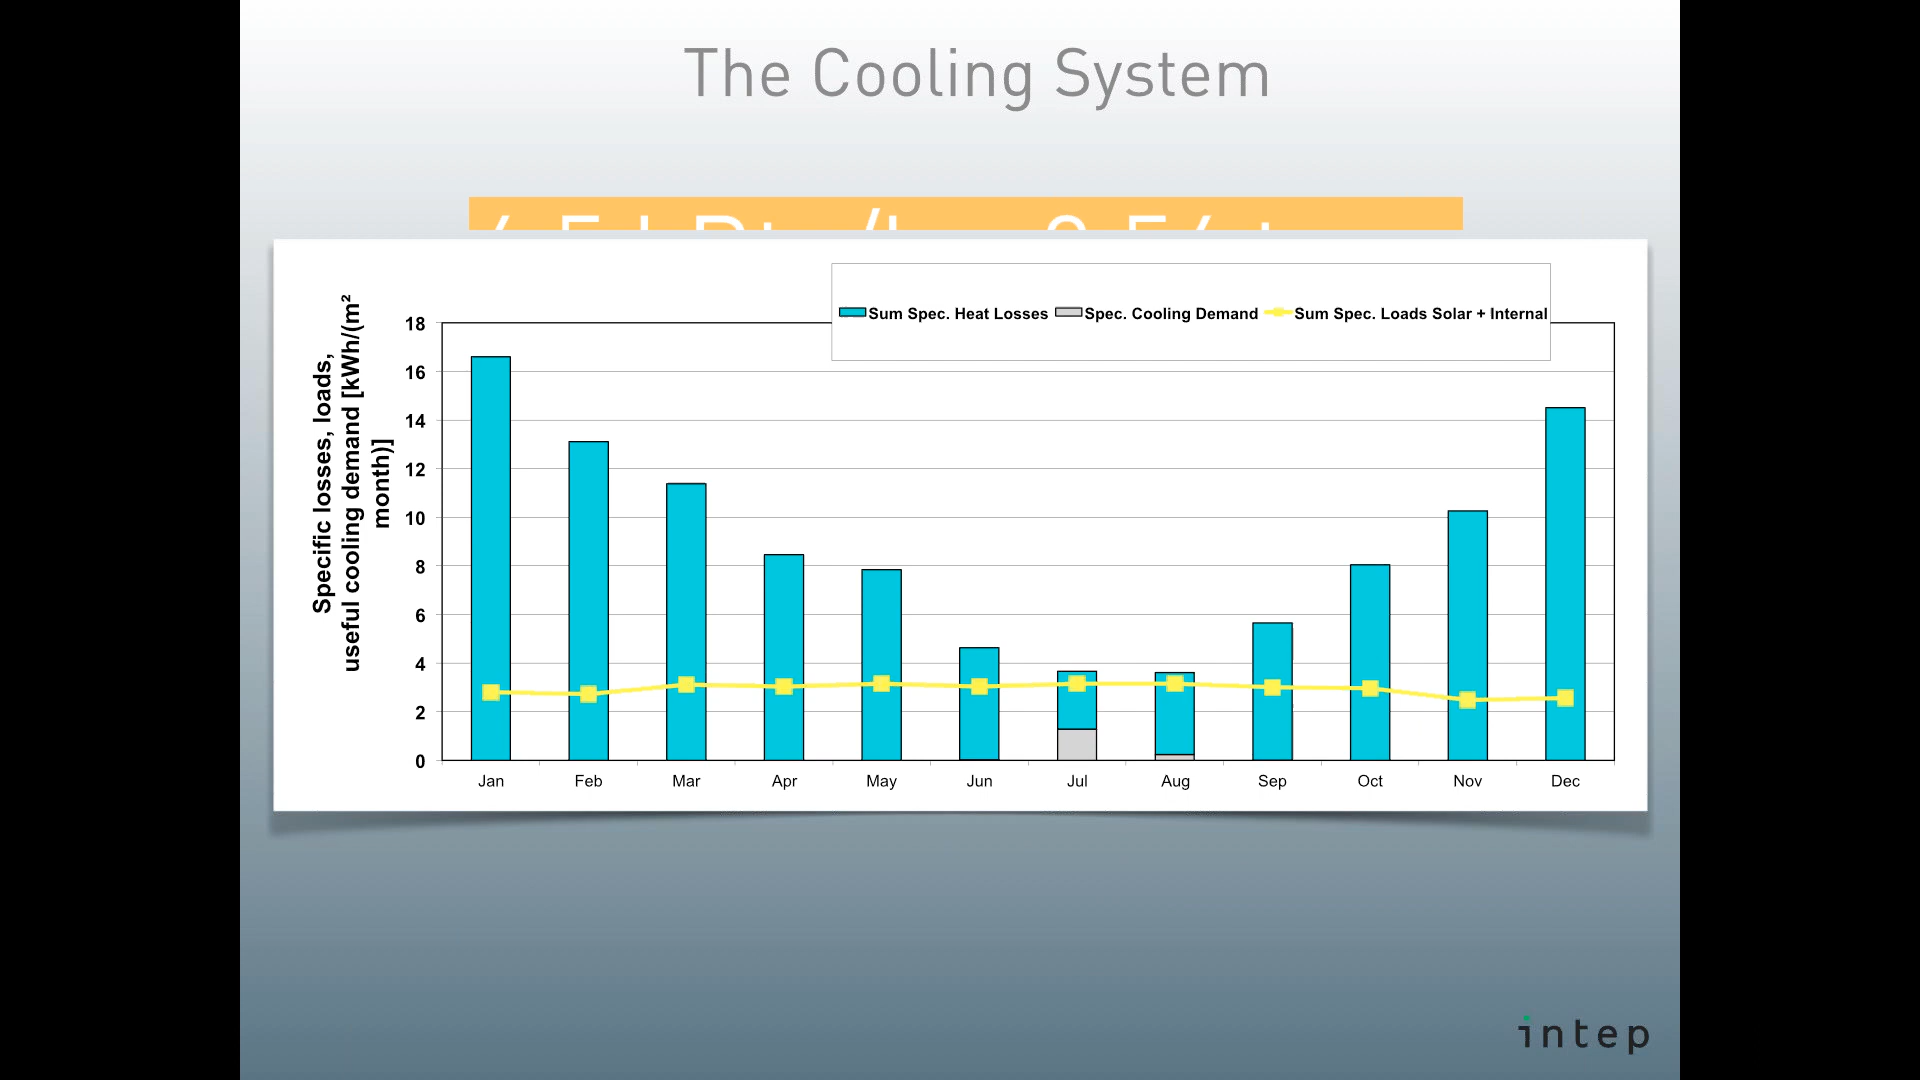 The Cooling System
Sum Spec. Heat Losses Spec. Cooling Demand Sum Spec. Loads Solar + Internal
Specific losses, loads,
useful cooling demand [kWh/(m²
month)]
18
16
14
12
10
8
6
4
2
0
Jan Feb Mar Apr May Jun Jul Aug Sep Oct Nov Dec
intep